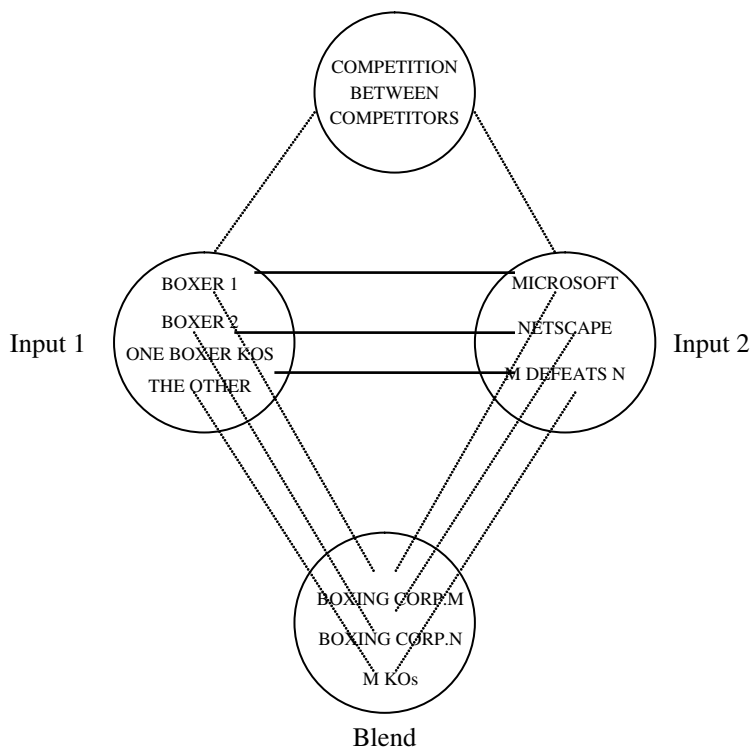 COMPETITION
BETWEEN
COMPETITORS
BOXER 1
BOXER 2
ONE BOXER KOS
THE OTHER
Input 1
MICROSOFT
NETSCAPE
M DEFEATS N
Input 2
BOXING CORP.M
BOXING CORP.N
M KOs
Blend